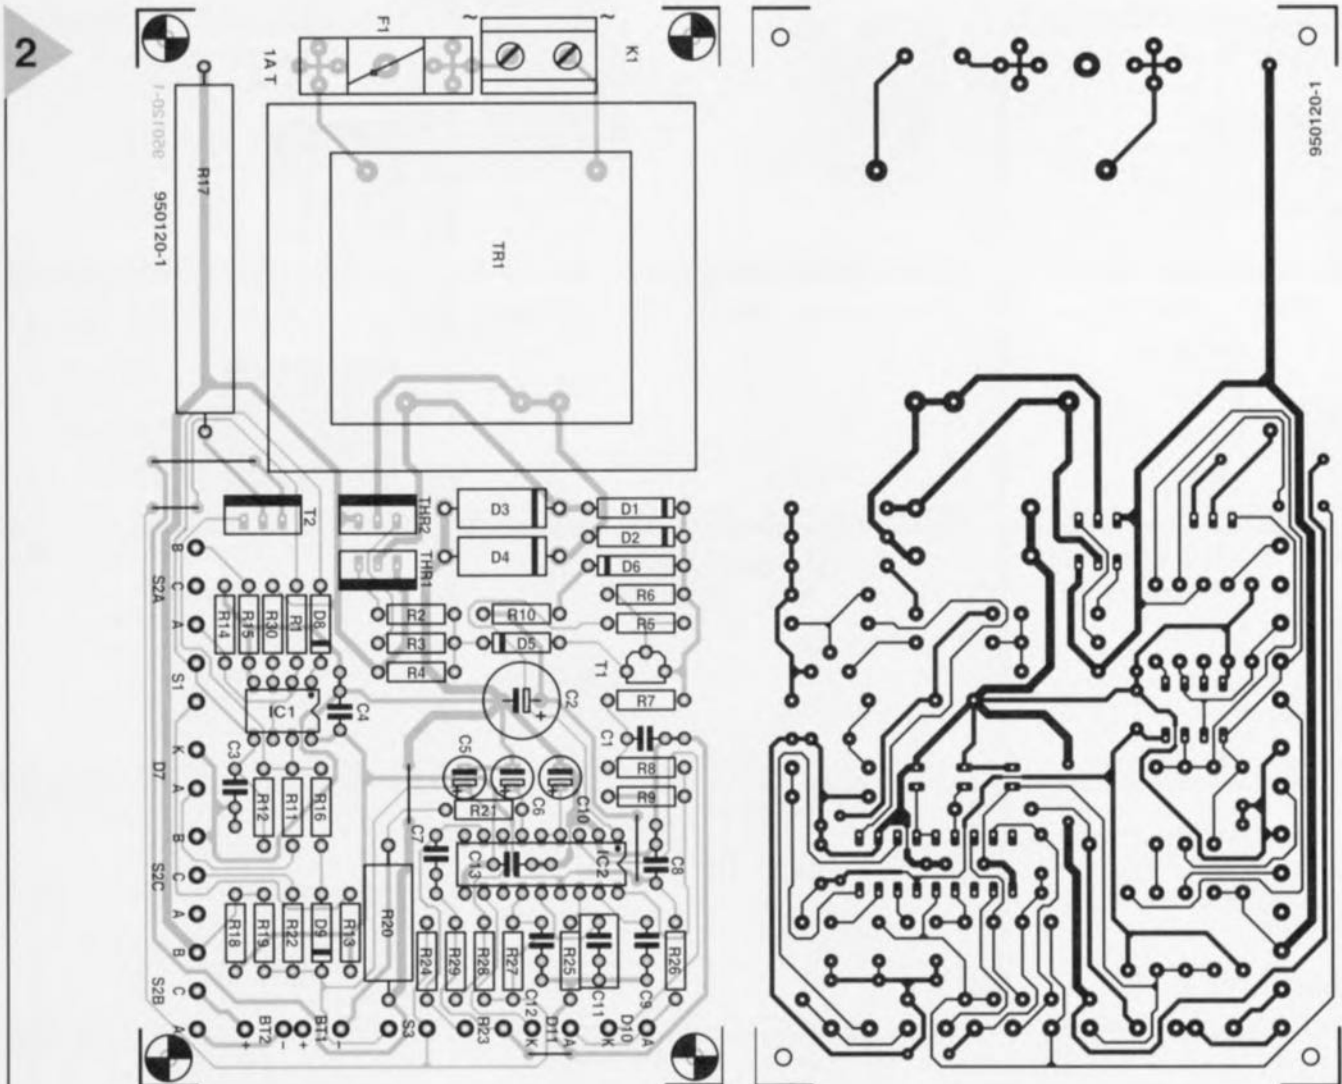 2
F1
~
~
K1
1A T
950120-1
R17
950120-1
TR1
950120-1
T2
THR2
THR1
D3
D4
D1
D2
D6
B
S2A
C
A
R14
R15
R30
R1
D8
R2
R3
R4
R10
D5
R6
R5
T1
R7
S1
IC1
C4
C2
+
K
D7
A
C3
R12
R11
R16
C5
C6
C10
R21
C1
R8
R9
B
S2C
C
A
C7
C13
IC2
C8
R18
R19
R22
D9
R13
R20
R24
R29
R28
R27
R25
R26
C12
C11
C9
B
S2B
C
A
+
BT2
-
+
BT1
-
S3
R23
K
D11
A
K
D10
A